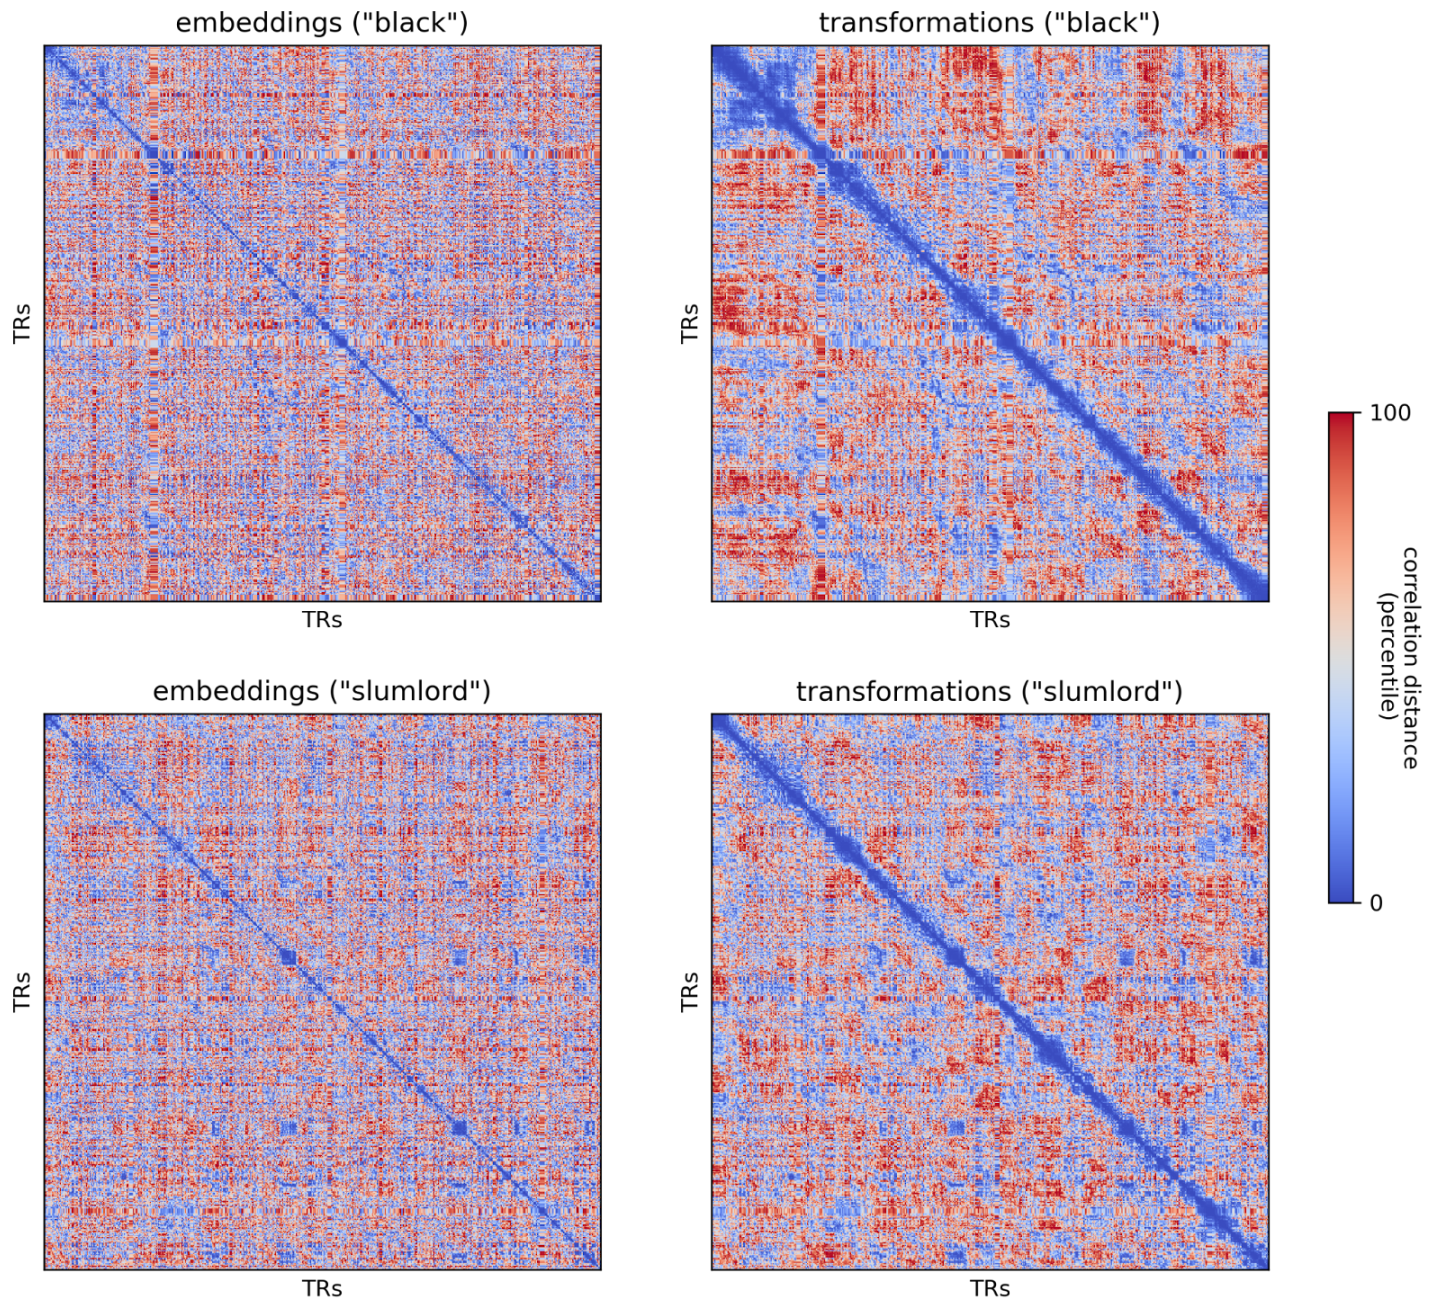 embeddings ("black")
transformations ("black")
TRs
TRs
TRs
TRs
100
correlation distance
(percentile)
0
embeddings ("slumlord")
transformations ("slumlord")
TRs
TRs
TRs
TRs